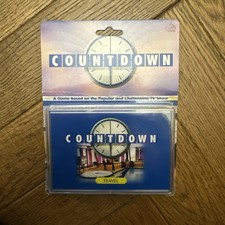 COUNTDOWN
A Game Based on the Popular and Challenging TV Show
COUNTDOWN
TRAVEL